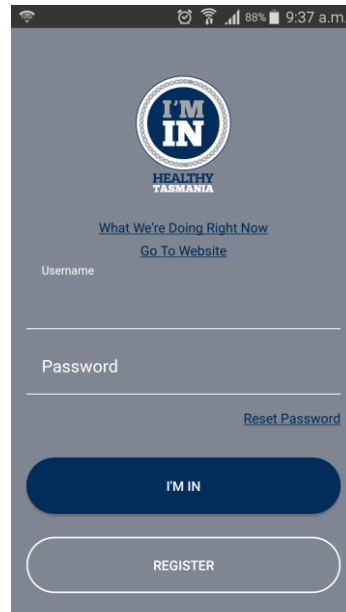 88% 9:37 a.m.
I'M
IN
HEALTHY
TASMANIA
What We're Doing Right Now
Go To Website
Username
Password
Reset Password
I'M IN
REGISTER